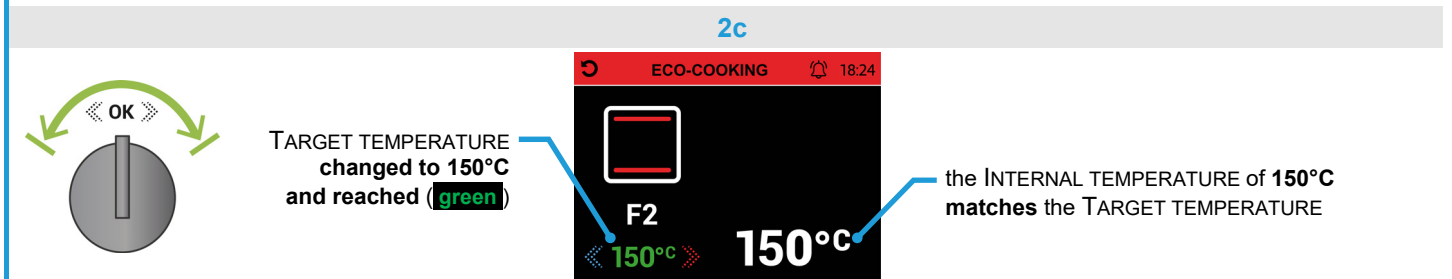 2c
OK
TARGET TEMPERATURE
changed to 150°C
and reached ( green )
ECO-COOKING 18:24
F2
150°C
150°C
the INTERNAL TEMPERATURE of 150°C
matches the TARGET TEMPERATURE